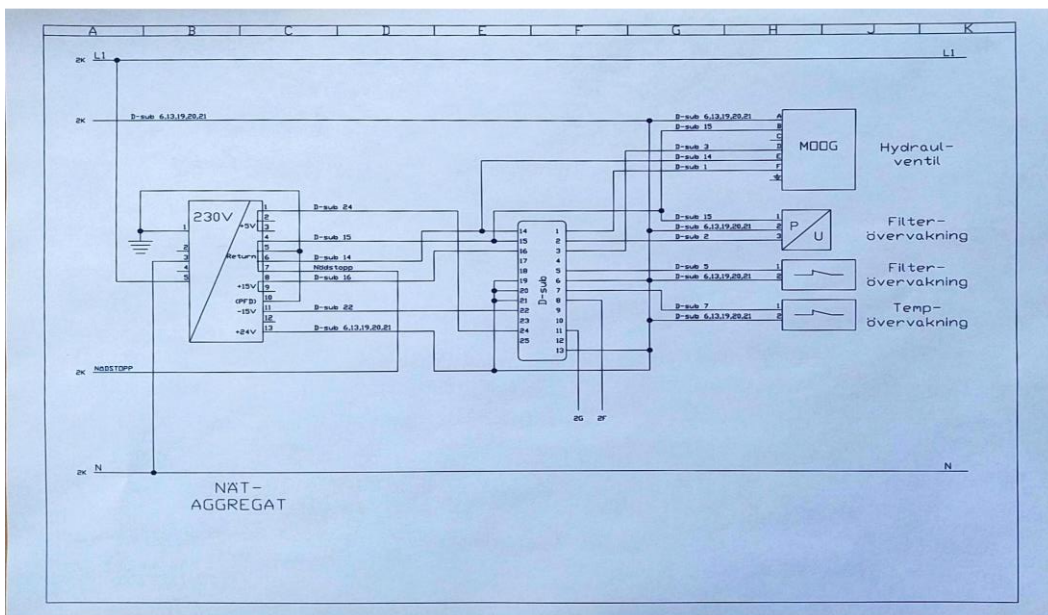 A B C D E F G H J K
2K L1 L1
2K D-sub 6,13,19,20,21
D-sub 6,13,19,20,21 A
D-sub 15 B
C
D-sub 3 D
D-sub 14 E
D-sub 1 F
MOOG
Hydraul-
ventil
230V
1
2
3
4
5
1
2
+5V 3
4
5
Return 6
7
8
+15V 9
(PFD) 10
-15V 11
12
+24V 13
D-sub 24
D-sub 15
D-sub 14
Nödstopp
D-sub 16
D-sub 22
D-sub 6,13,19,20,21
14 1
15 2
16 3
17 4
18 5
19 6
20 7
21 8
22 9
23 10
24 11
25 12
13
D-sub
D-sub 15 1
D-sub 6,13,19,20,21 2
D-sub 2 3
P
U
Filter-
övervakning
D-sub 5 1
D-sub 6,13,19,20,21 2
Filter-
övervakning
D-sub 7 1
D-sub 6,13,19,20,21 2
Temp-
övervakning
2K NÖDSTOPP
2G 2F
2K N N
NÄT-
AGGREGAT